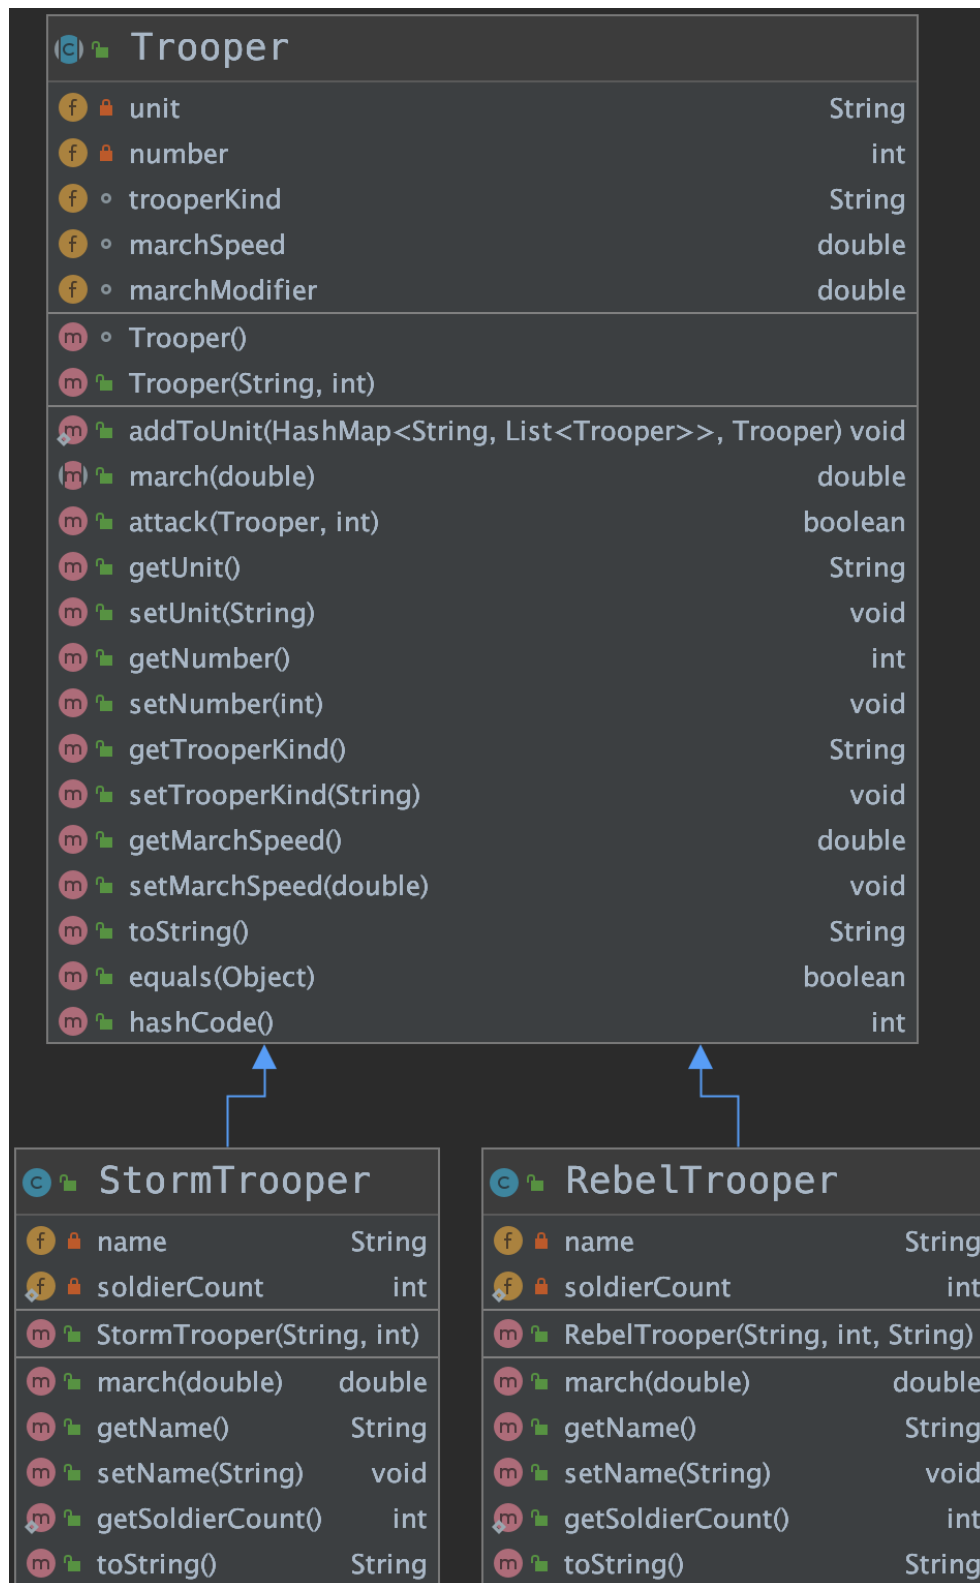 Trooper
unit String
number int
trooperKind String
marchSpeed double
marchModifier double
Trooper()
Trooper(String, int)
addToUnit(HashMap<String, List<Trooper>>, Trooper) void
march(double) double
attack(Trooper, int) boolean
getUnit() String
setUnit(String) void
getNumber() int
setNumber(int) void
getTrooperKind() String
setTrooperKind(String) void
getMarchSpeed() double
setMarchSpeed(double) void
toString() String
equals(Object) boolean
hashCode() int
StormTrooper
name String
soldierCount int
StormTrooper(String, int)
march(double) double
getName() String
setName(String) void
getSoldierCount() int
toString() String
RebelTrooper
name String
soldierCount int
RebelTrooper(String, int, String)
march(double) double
getName() String
setName(String) void
getSoldierCount() int
toString() String